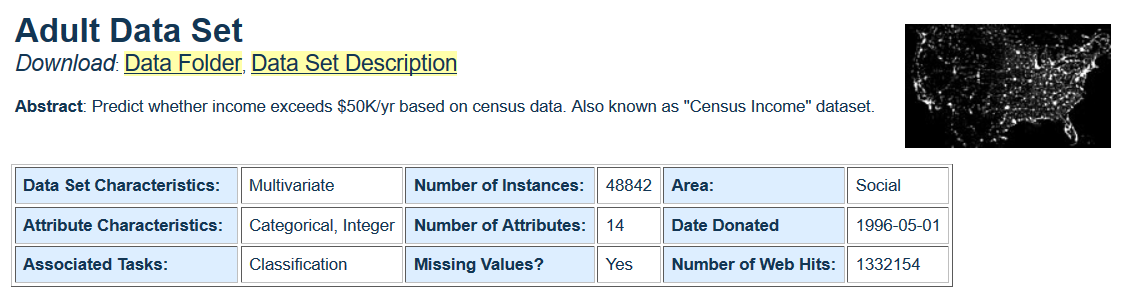 Adult Data Set
Download: Data Folder, Data Set Description
Abstract: Predict whether income exceeds $50K/yr based on census data. Also known as "Census Income" dataset.
Data Set Characteristics: Multivariate Number of Instances: 48842 Area: Social
Attribute Characteristics: Categorical, Integer Number of Attributes: 14 Date Donated 1996-05-01
Associated Tasks: Classification Missing Values? Yes Number of Web Hits: 1332154